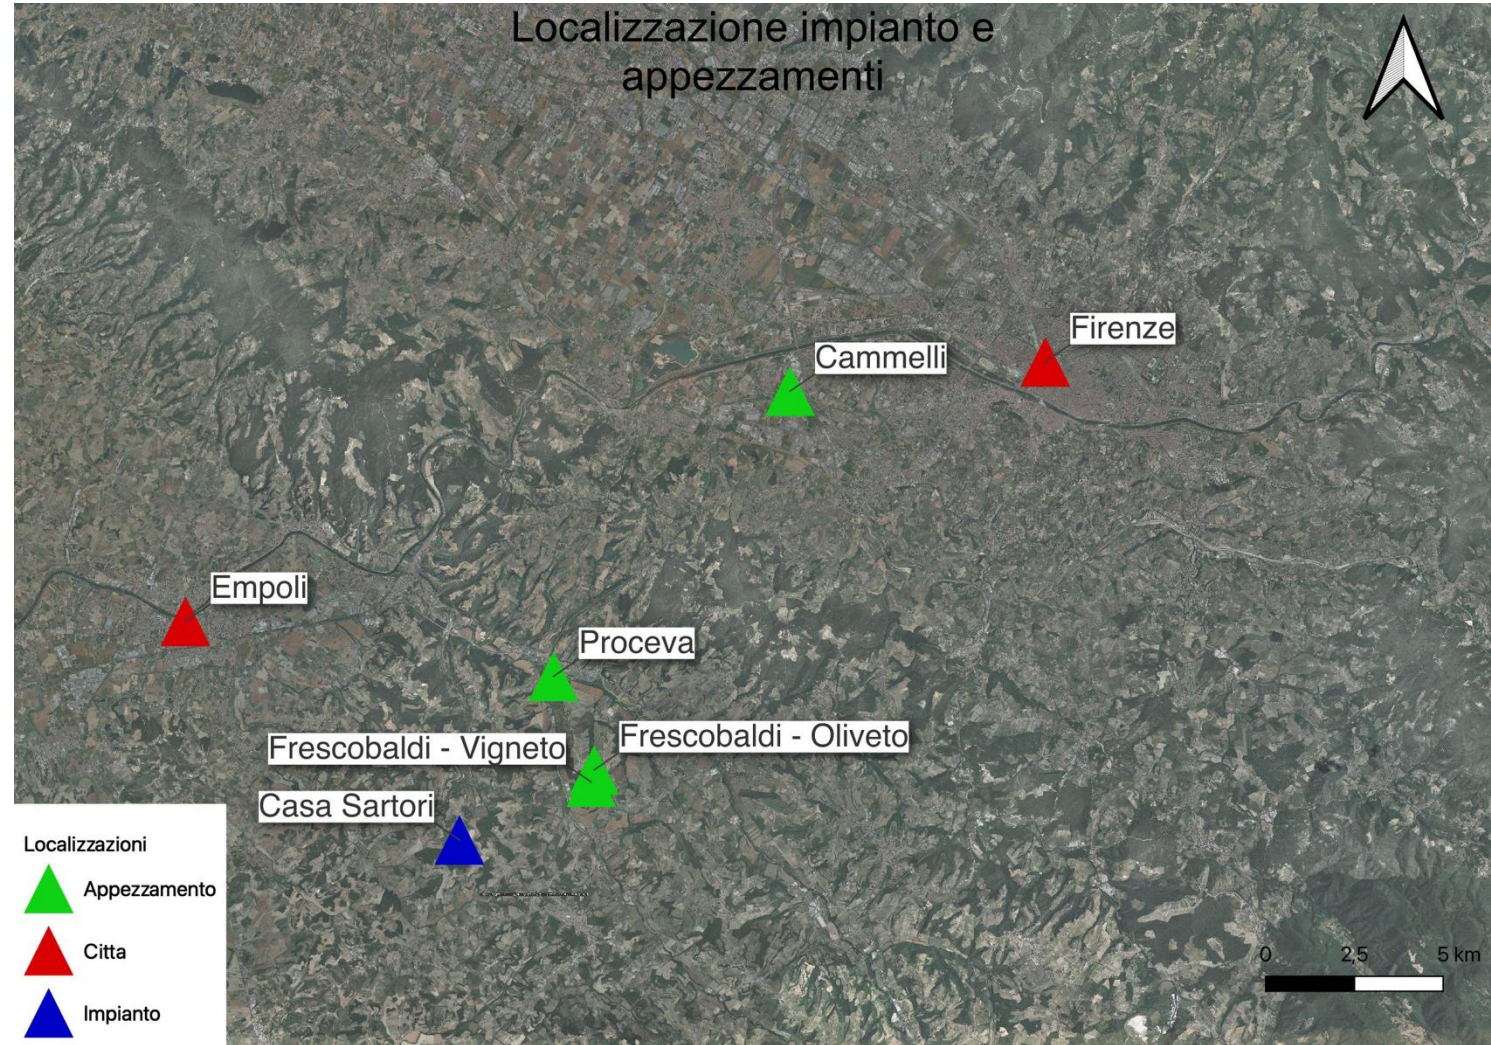 Localizzazione impianto e
appezzamenti
Firenze
Cammelli
Empoli
Proceva
Frescobaldi - Oliveto
Frescobaldi - Vigneto
Casa Sartori
Localizzazioni
Appezzamento
Citta
Impianto
0 2,5 5 km